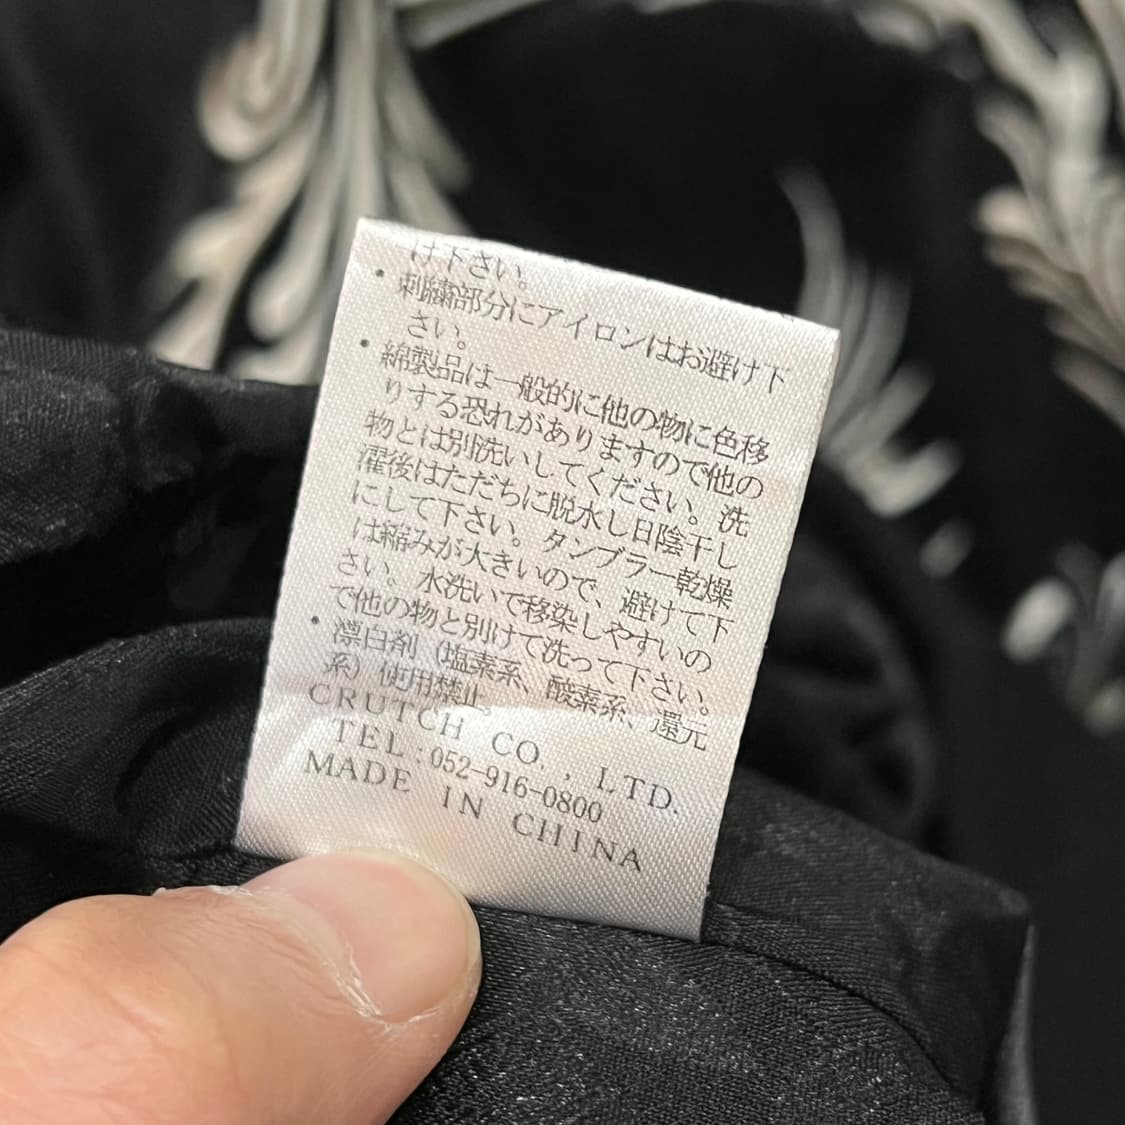 け下さい。
・刺繍部分にアイロンはお避け下
さい。
・綿製品は一般的に他の物に色移
りする恐れがありますので他の
物とは別洗いしてください。洗
濯後はただちに脱水し日陰干し
にして下さい。タンブラー乾燥
は縮みが大きいので、避けて下
さい。水洗いで移染しやすいの
で他の物と別けて洗って下さい。
・漂白剤（塩素系、酸素系、還元
系）使用禁止。
CRUTCH CO., LTD.
TEL:052-916-0800
MADE IN CHINA